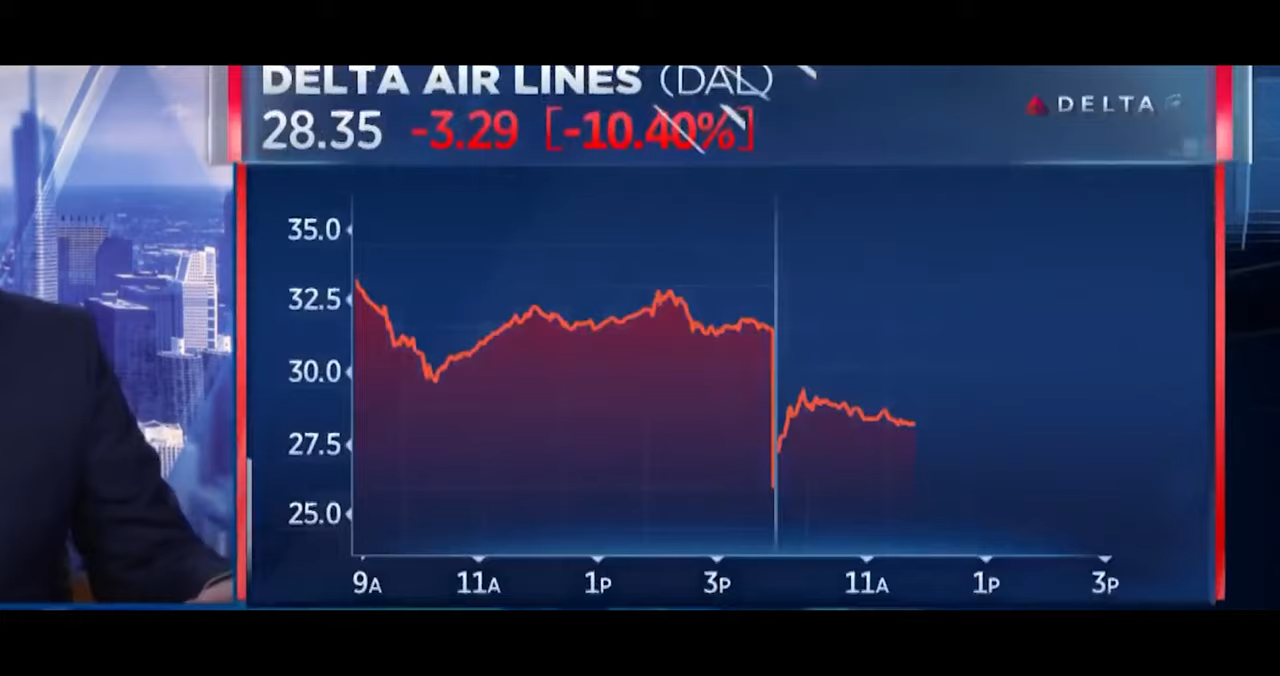 DELTA AIR LINES (DAL)
28.35 -3.29 [-10.40%]
DELTA
35.0
32.5
30.0
27.5
25.0
9A 11A 1P 3P 11A 1P 3P